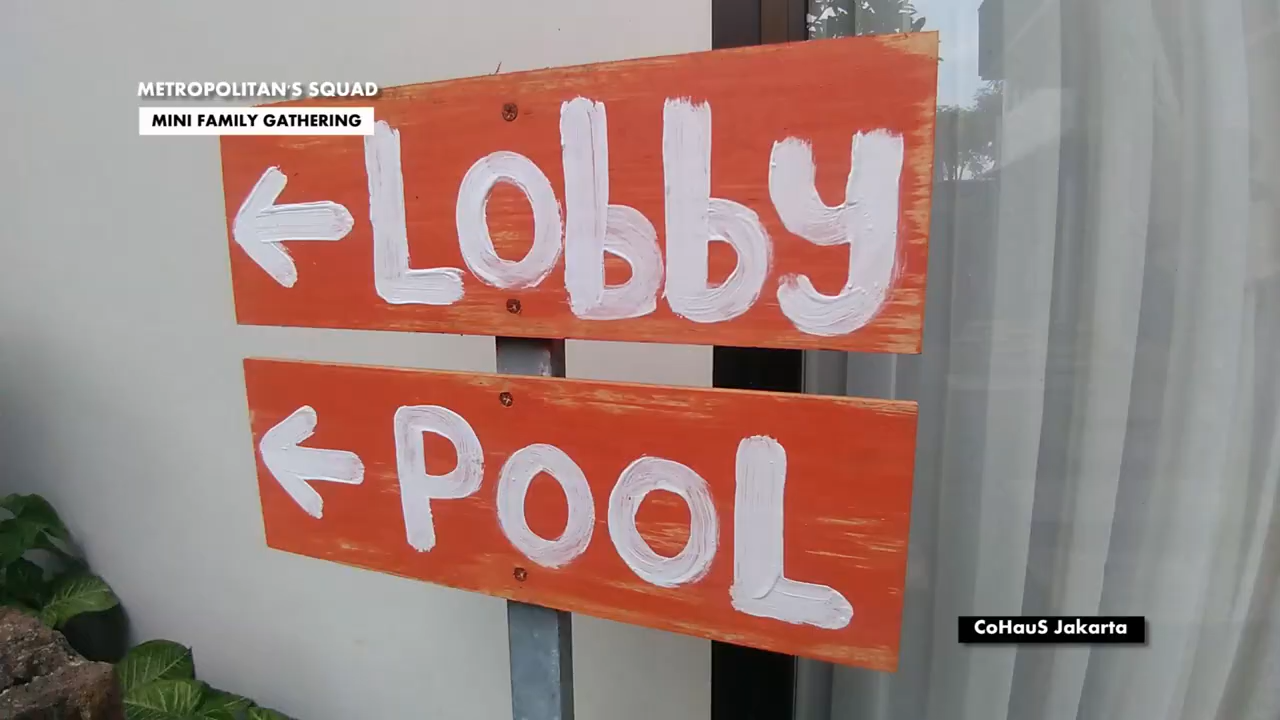 METROPOLITAN'S SQUAD
MINI FAMILY GATHERING
← Lobby
← POOL
CoHauS Jakarta